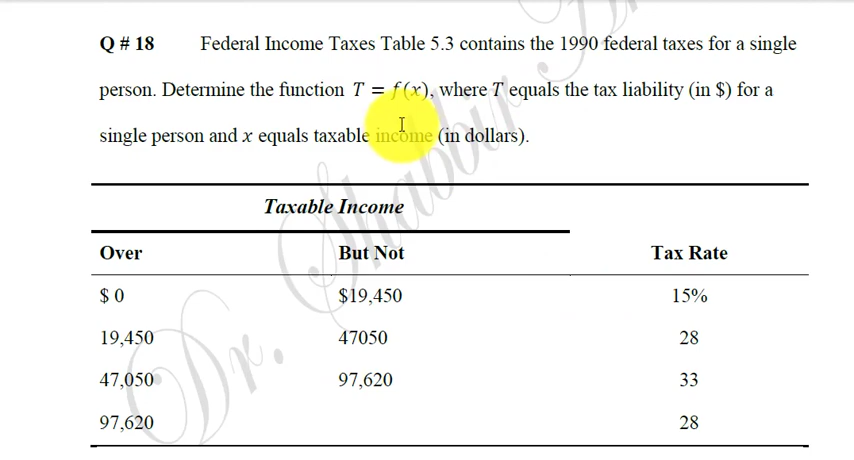 Q # 18 Federal Income Taxes Table 5.3 contains the 1990 federal taxes for a single
person. Determine the function T = f(x), where T equals the tax liability (in $) for a
single person and x equals taxable income (in dollars).
Taxable Income
Over But Not Tax Rate
$ 0 $19,450 15%
19,450 47050 28
47,050 97,620 33
97,620 28
Dr. Shabbir